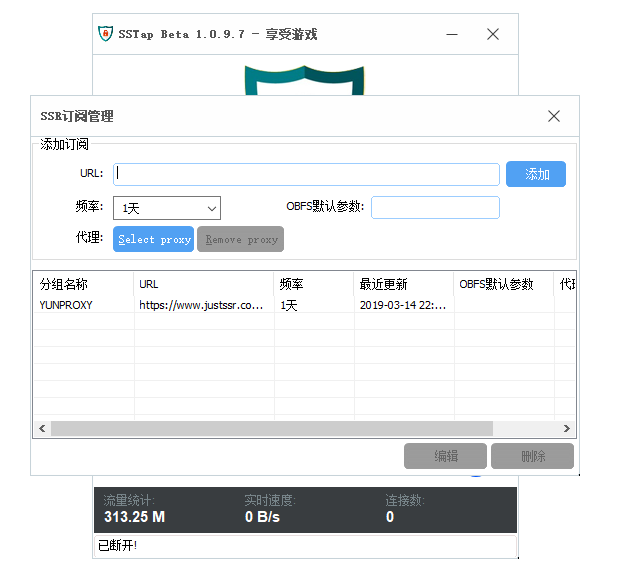 SSTap Beta 1.0.9.7 - 享受游戏
SSR订阅管理
添加订阅
URL:
添加
频率:
1天
OBFS默认参数:
代理:
Select proxy
Remove proxy
分组名称 URL 频率 最近更新 OBFS默认参数 代理
YUNPROXY https://www.justssr.co... 1天 2019-03-14 22:...
编辑 删除
流量统计: 实时速度: 连接数:
313.25 M 0 B/s 0
已断开!